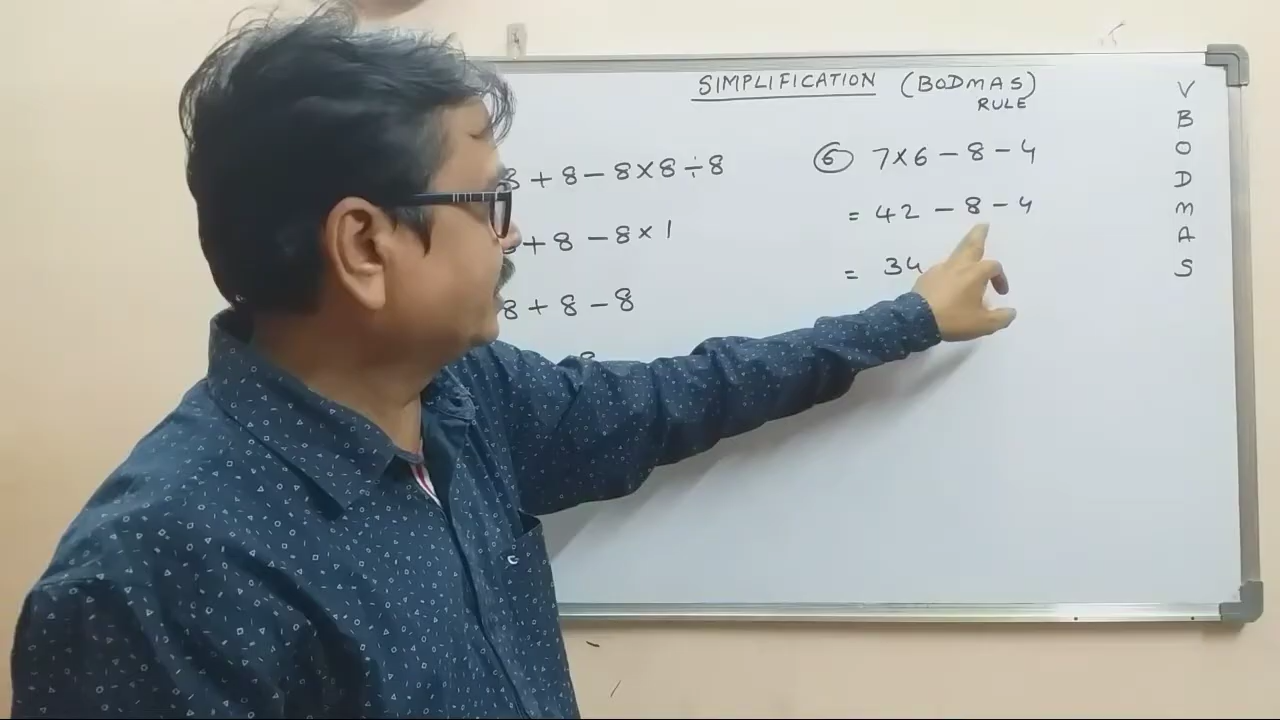 SIMPLIFICATION (BODMAS)
RULE
8 + 8 - 8 × 8 ÷ 8
+ 8 - 8 × 1
8 + 8 - 8
⑥ 7 × 6 - 8 - 4
= 42 - 8 - 4
= 34
V
B
O
D
M
A
S